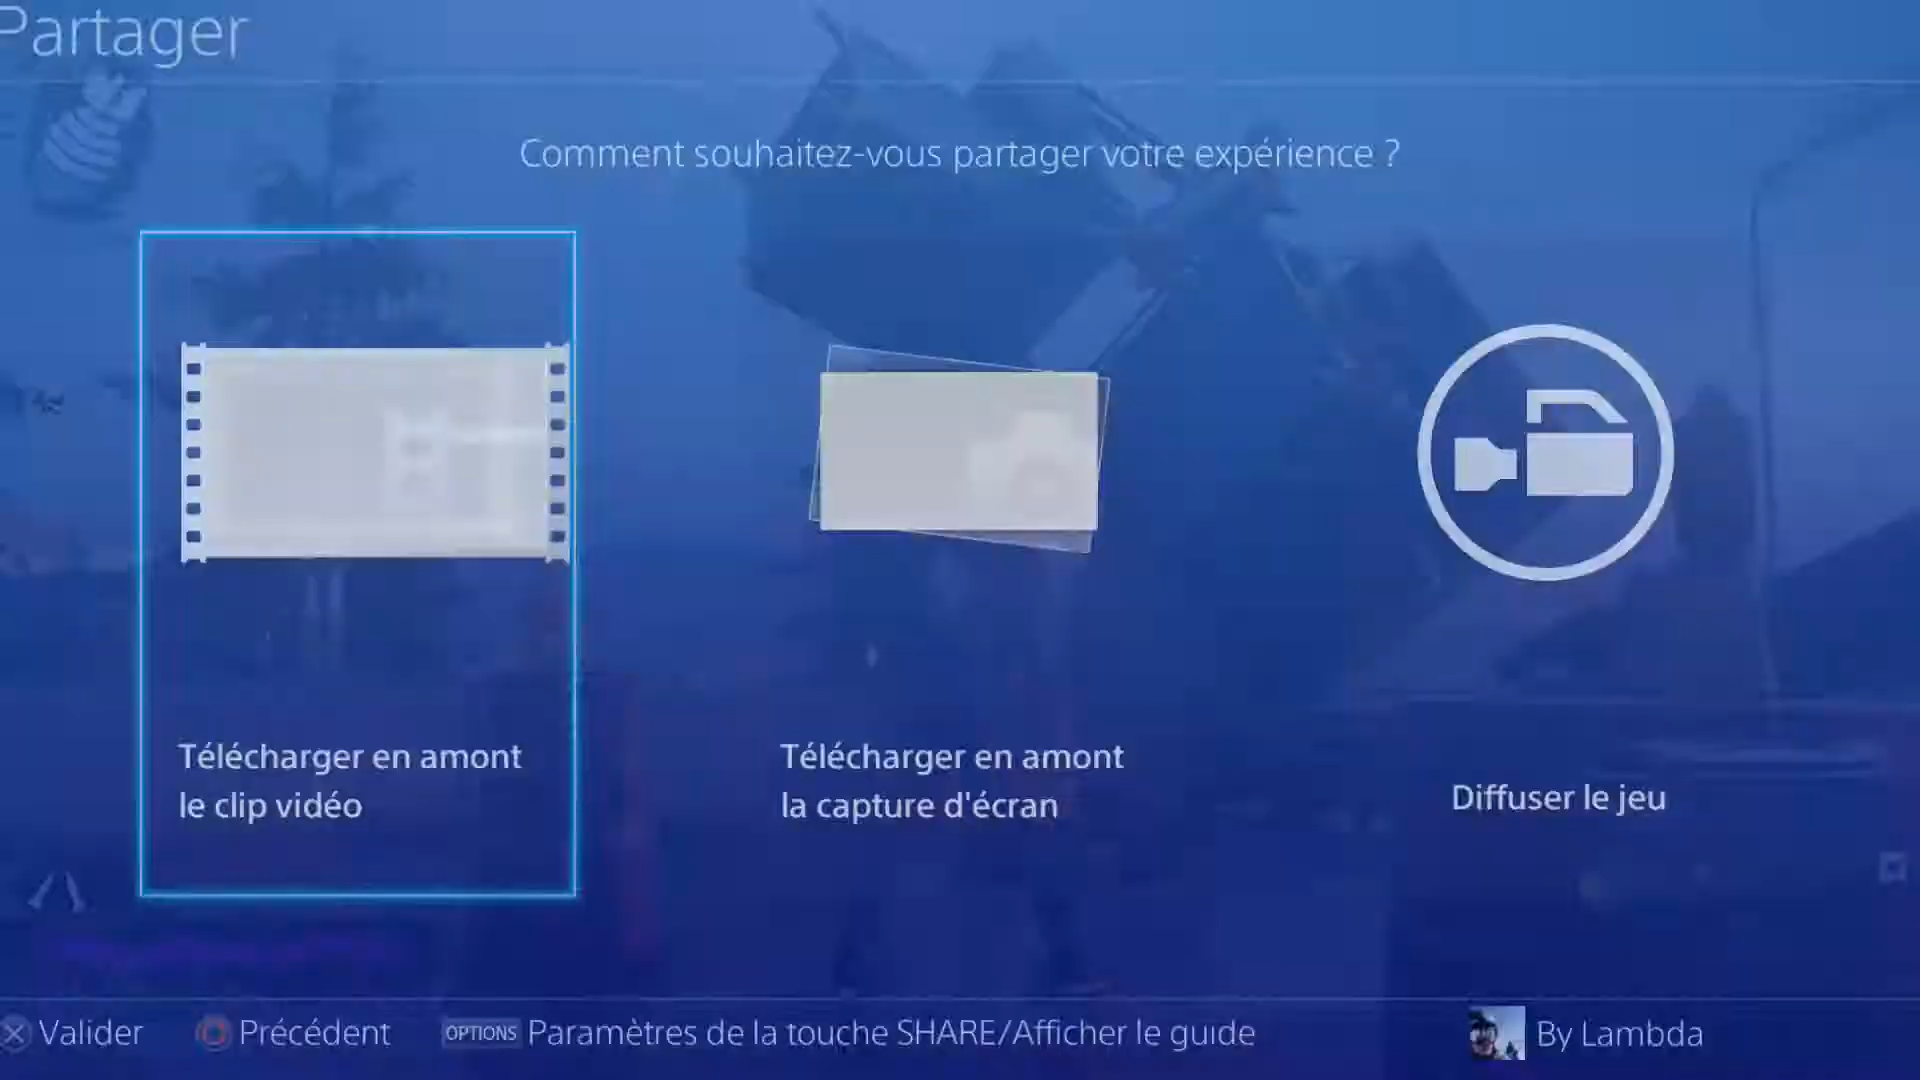 Partager
Comment souhaitez-vous partager votre expérience ?
Télécharger en amont
le clip vidéo
Télécharger en amont
la capture d'écran
Diffuser le jeu
Valider
Précédent
OPTIONS Paramètres de la touche SHARE/Afficher le guide
By Lambda